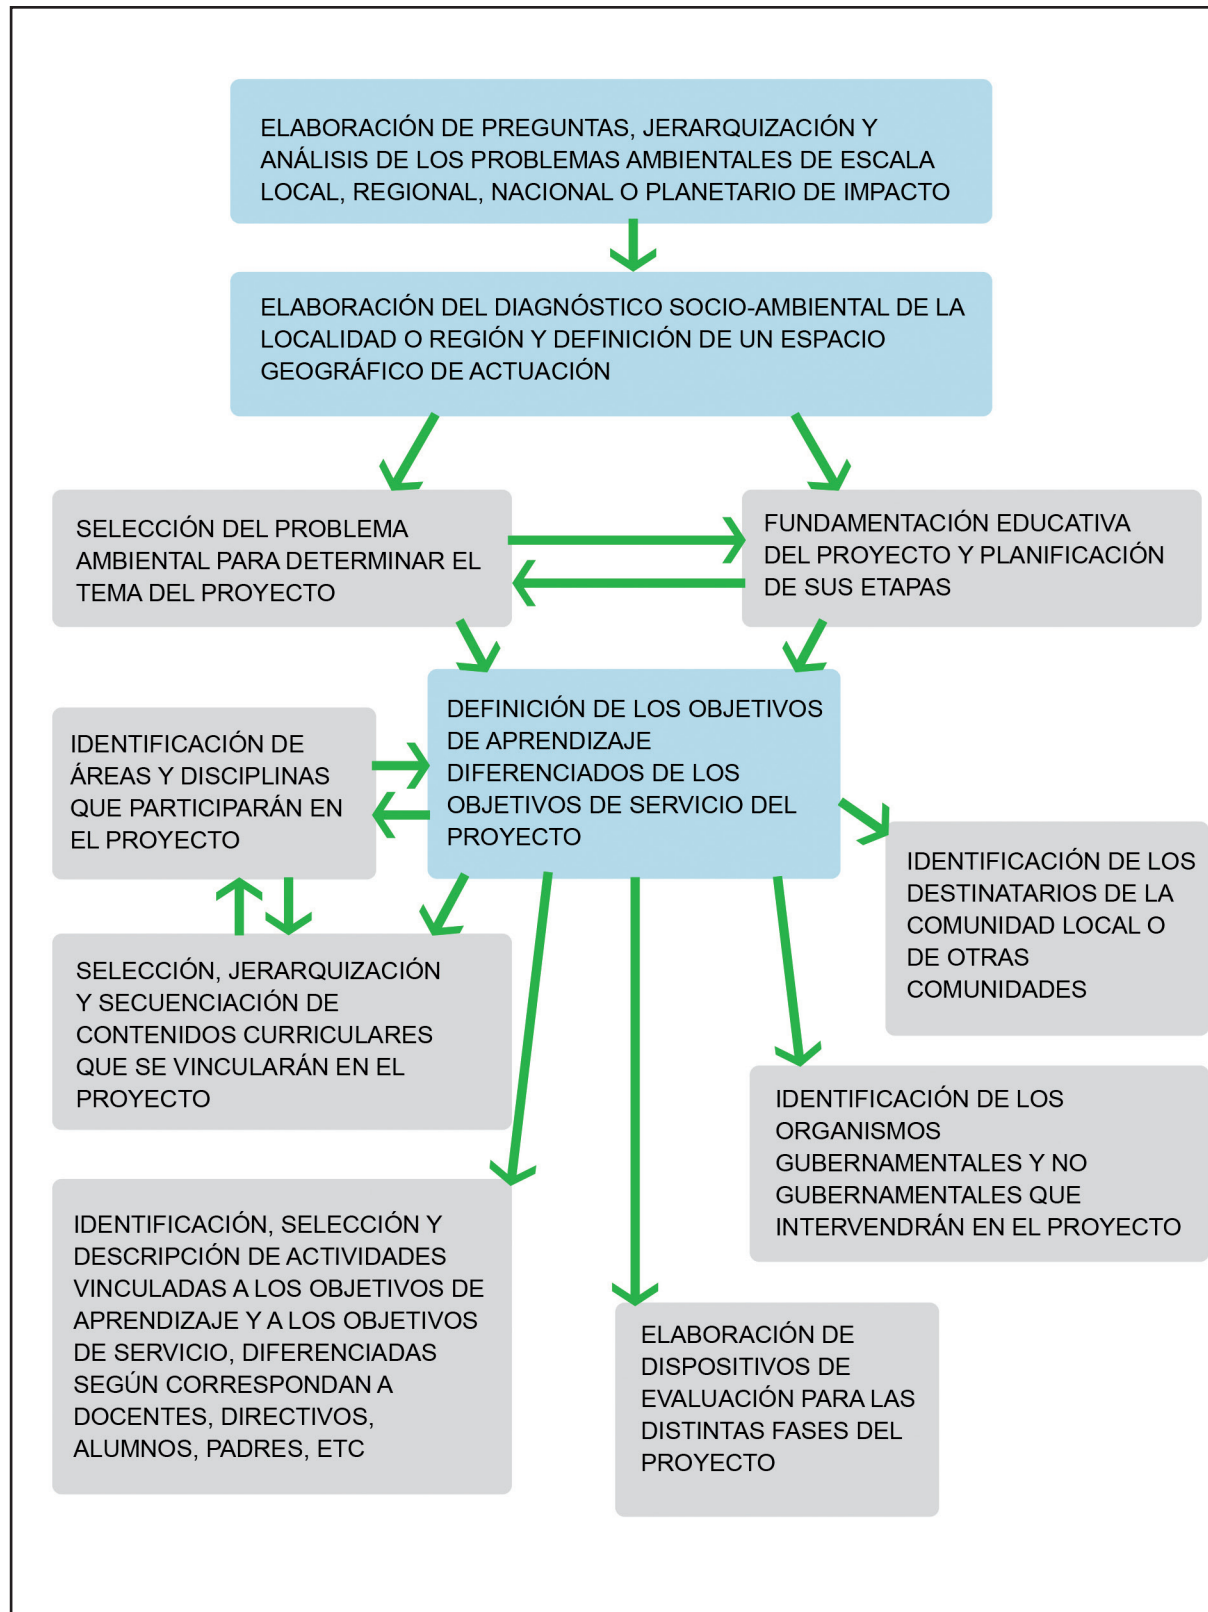 ELABORACIÓN DE PREGUNTAS, JERARQUIZACIÓN Y
ANÁLISIS DE LOS PROBLEMAS AMBIENTALES DE ESCALA
LOCAL, REGIONAL, NACIONAL O PLANETARIO DE IMPACTO
ELABORACIÓN DEL DIAGNÓSTICO SOCIO-AMBIENTAL DE LA
LOCALIDAD O REGIÓN Y DEFINICIÓN DE UN ESPACIO
GEOGRÁFICO DE ACTUACIÓN
SELECCIÓN DEL PROBLEMA
AMBIENTAL PARA DETERMINAR EL
TEMA DEL PROYECTO
FUNDAMENTACIÓN EDUCATIVA
DEL PROYECTO Y PLANIFICACIÓN
DE SUS ETAPAS
DEFINICIÓN DE LOS OBJETIVOS
DE APRENDIZAJE
DIFERENCIADOS DE LOS
OBJETIVOS DE SERVICIO DEL
PROYECTO
IDENTIFICACIÓN DE
ÁREAS Y DISCIPLINAS
QUE PARTICIPARÁN EN
EL PROYECTO
IDENTIFICACIÓN DE LOS
DESTINATARIOS DE LA
COMUNIDAD LOCAL O
DE OTRAS
COMUNIDADES
SELECCIÓN, JERARQUIZACIÓN
Y SECUENCIACIÓN DE
CONTENIDOS CURRICULARES
QUE SE VINCULARÁN EN EL
PROYECTO
IDENTIFICACIÓN DE LOS
ORGANISMOS
GUBERNAMENTALES Y NO
GUBERNAMENTALES QUE
INTERVENDRÁN EN EL PROYECTO
IDENTIFICACIÓN, SELECCIÓN Y
DESCRIPCIÓN DE ACTIVIDADES
VINCULADAS A LOS OBJETIVOS DE
APRENDIZAJE Y A LOS OBJETIVOS
DE SERVICIO, DIFERENCIADAS
SEGÚN CORRESPONDAN A
DOCENTES, DIRECTIVOS,
ALUMNOS, PADRES, ETC
ELABORACIÓN DE
DISPOSITIVOS DE
EVALUACIÓN PARA LAS
DISTINTAS FASES DEL
PROYECTO